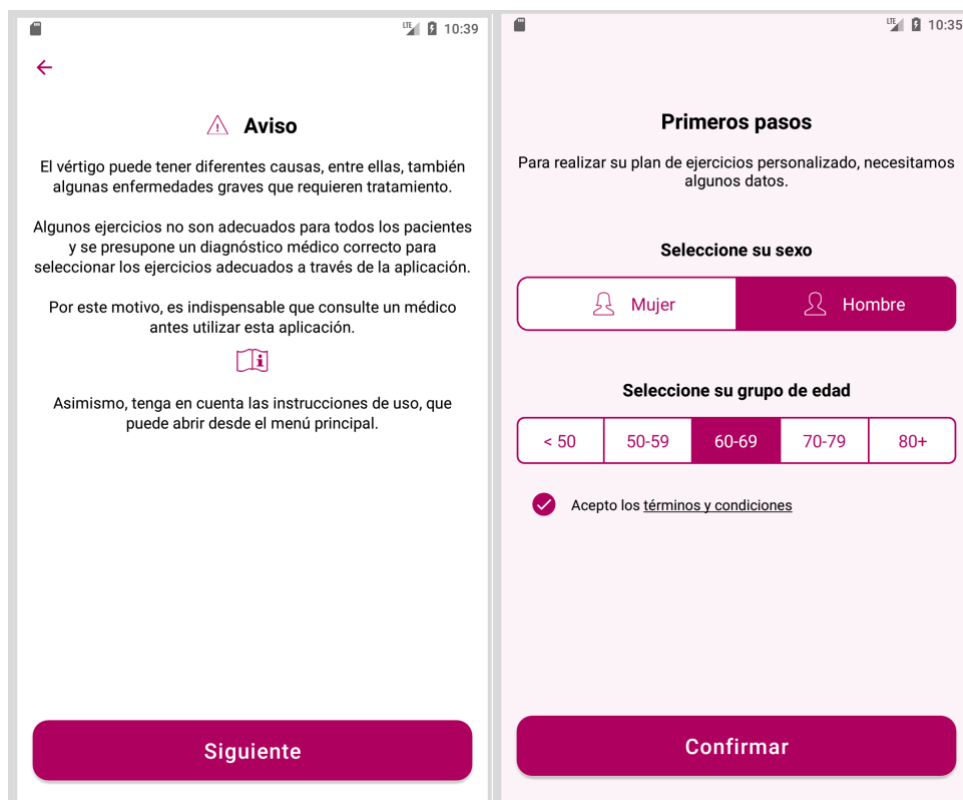 LTE 10:39
Aviso
El vértigo puede tener diferentes causas, entre ellas, también
algunas enfermedades graves que requieren tratamiento.
Algunos ejercicios no son adecuados para todos los pacientes
y se presupone un diagnóstico médico correcto para
seleccionar los ejercicios adecuados a través de la aplicación.
Por este motivo, es indispensable que consulte un médico
antes utilizar esta aplicación.
Asimismo, tenga en cuenta las instrucciones de uso, que
puede abrir desde el menú principal.
Siguiente
LTE 10:35
Primeros pasos
Para realizar su plan de ejercicios personalizado, necesitamos
algunos datos.
Seleccione su sexo
Mujer Hombre
Seleccione su grupo de edad
< 50 50-59 60-69 70-79 80+
Acepto los términos y condiciones
Confirmar